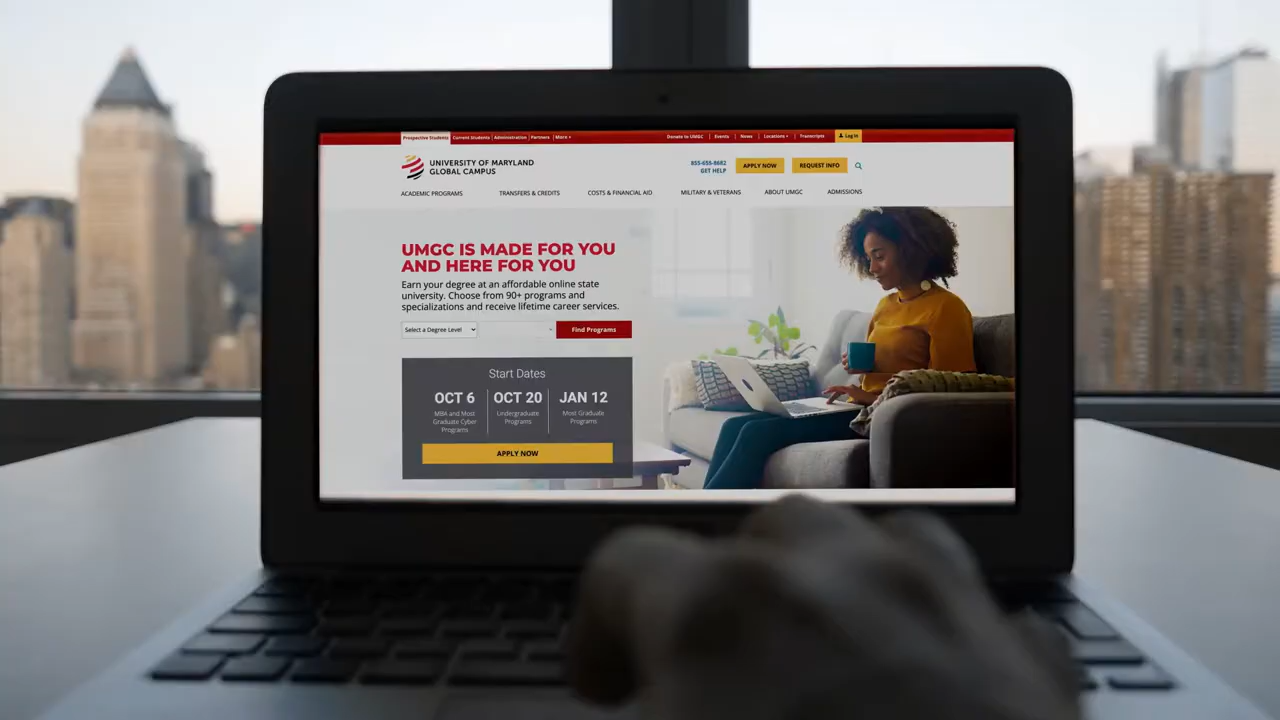 Prospective Students Current Students Administrative Partners More
Donate to UMGC Events News Locations Transcripts Log In
UNIVERSITY OF MARYLAND
GLOBAL CAMPUS
855-655-8682
GET HELP
APPLY NOW
REQUEST INFO
ACADEMIC PROGRAMS TRANSFERS & CREDITS COSTS & FINANCIAL AID MILITARY & VETERANS ABOUT UMGC ADMISSIONS
UMGC IS MADE FOR YOU
AND HERE FOR YOU
Earn your degree at an affordable online state
university. Choose from 90+ programs and
specializations and receive lifetime career services.
Select a Degree Level
Find Programs
Start Dates
OCT 6
MBA and Most
Graduate Cyber
Programs
OCT 20
Undergraduate
Programs
JAN 12
Most Graduate
Programs
APPLY NOW